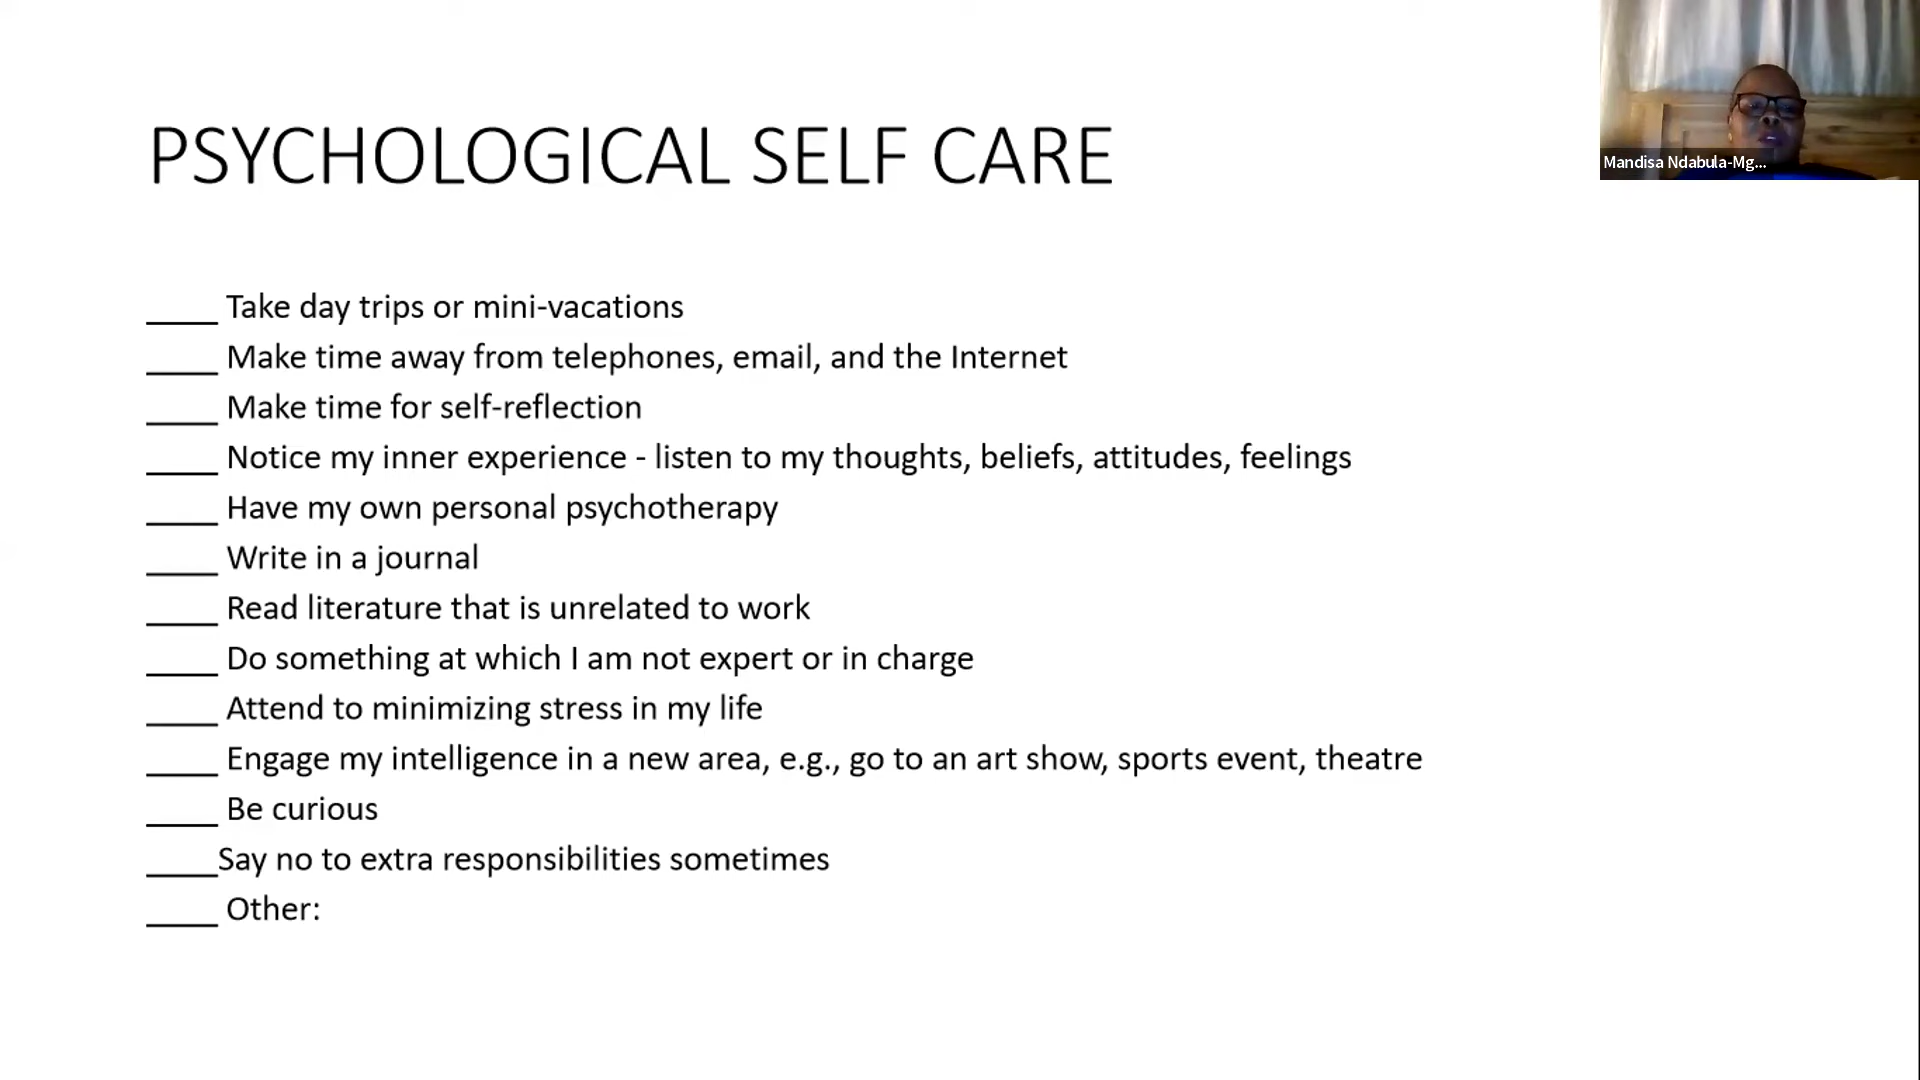 PSYCHOLOGICAL SELF CARE
Mandisa Ndabula-Mg...
_____ Take day trips or mini-vacations
_____ Make time away from telephones, email, and the Internet
_____ Make time for self-reflection
_____ Notice my inner experience - listen to my thoughts, beliefs, attitudes, feelings
_____ Have my own personal psychotherapy
_____ Write in a journal
_____ Read literature that is unrelated to work
_____ Do something at which I am not expert or in charge
_____ Attend to minimizing stress in my life
_____ Engage my intelligence in a new area, e.g., go to an art show, sports event, theatre
_____ Be curious
_____Say no to extra responsibilities sometimes
_____ Other: